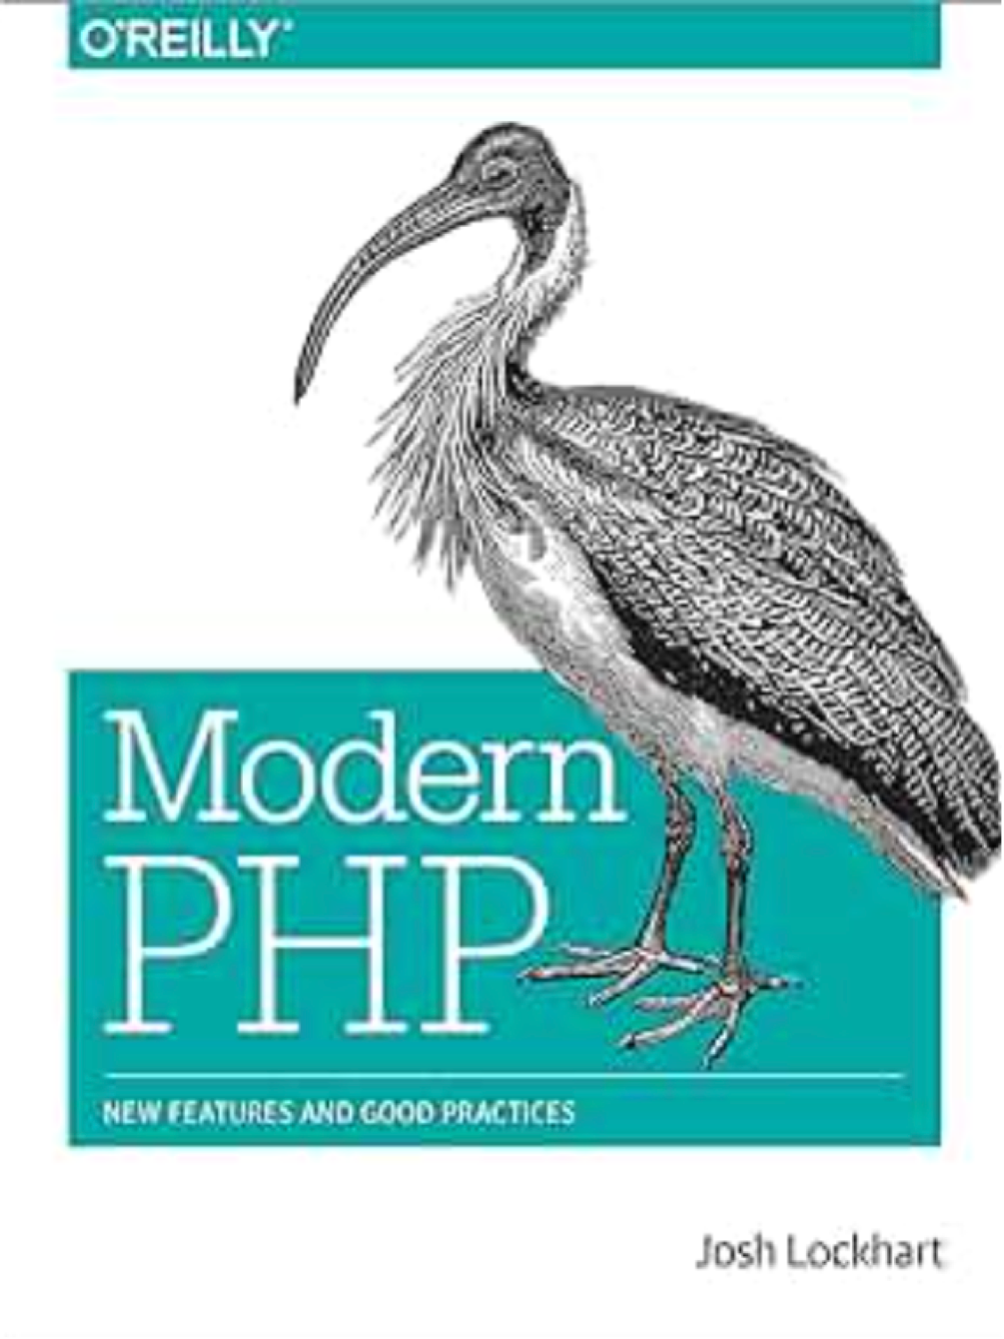 O'REILLY®
Modern
PHP
NEW FEATURES AND GOOD PRACTICES
Josh Lockhart